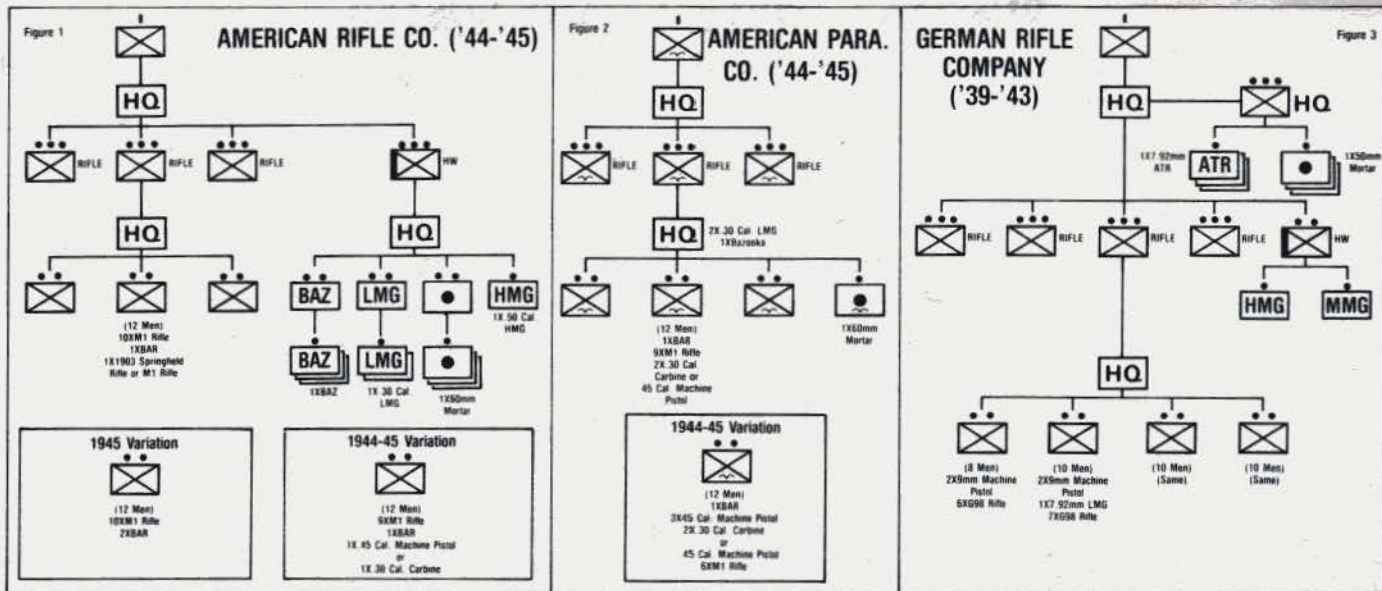 Figure 1
AMERICAN RIFLE CO. ('44-'45)
HQ
RIFLE
RIFLE
RIFLE
HW
HQ
HQ
BAZ
LMG
HMG
1X.50 Cal.
HMG
(12 Men)
10XM1 Rifle
1XBAR
1X1903 Springfield
Rifle or M1 Rifle
BAZ
LMG
1XBAZ
1X.30 Cal.
LMG
1X60mm
Mortar
1945 Variation
(12 Men)
10XM1 Rifle
2XBAR
1944-45 Variation
(12 Men)
9XM1 Rifle
1XBAR
1X.45 Cal. Machine Pistol
or
1X.30 Cal. Carbine
Figure 2
AMERICAN PARA.
CO. ('44-'45)
HQ
RIFLE
RIFLE
RIFLE
HQ
2X.30 Cal. LMG
1XBazooka
(12 Men)
1XBAR
9XM1 Rifle
2X.30 Cal.
Carbine or
45 Cal. Machine
Pistol
1X60mm
Mortar
1944-45 Variation
(12 Men)
1XBAR
3X45 Cal. Machine Pistol
2X.30 Cal. Carbine
or
45 Cal. Machine Pistol
6XM1 Rifle
GERMAN RIFLE
COMPANY
('39-'43)
Figure 3
HQ
HQ
1X7.92mm
ATR
ATR
1X50mm
Mortar
RIFLE
RIFLE
RIFLE
RIFLE
HW
HMG
MMG
HQ
(8 Men)
2X9mm Machine
Pistol
6XG98 Rifle
(10 Men)
2X9mm Machine
Pistol
1X7.92mm LMG
7XG98 Rifle
(10 Men)
(Same)
(10 Men)
(Same)